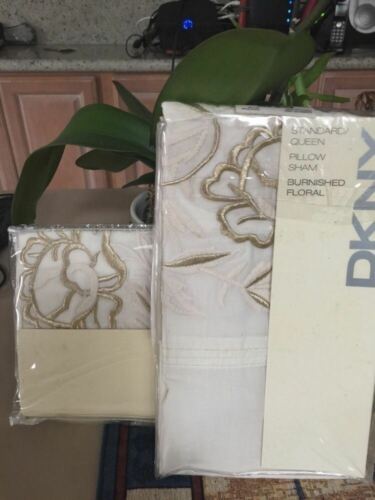 STANDARD/
QUEEN
PILLOW
SHAM
BURNISHED
FLORAL
DKNY